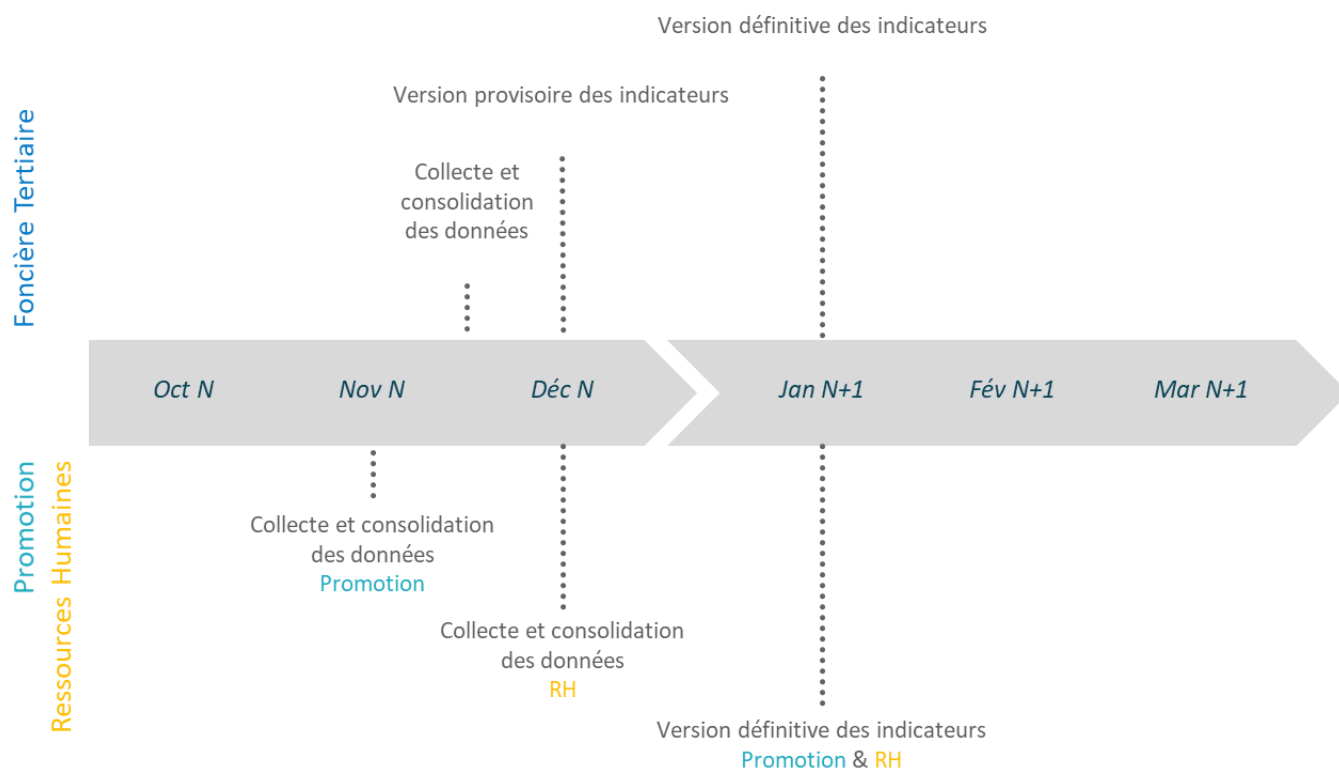 Version définitive des indicateurs
Version provisoire des indicateurs
Collecte et
consolidation
des données
Foncière Tertiaire
Oct N
Nov N
Déc N
Jan N+1
Fév N+1
Mar N+1
Promotion
Ressources Humaines
Collecte et consolidation
des données
Promotion
Collecte et consolidation
des données
RH
Version définitive des indicateurs
Promotion & RH